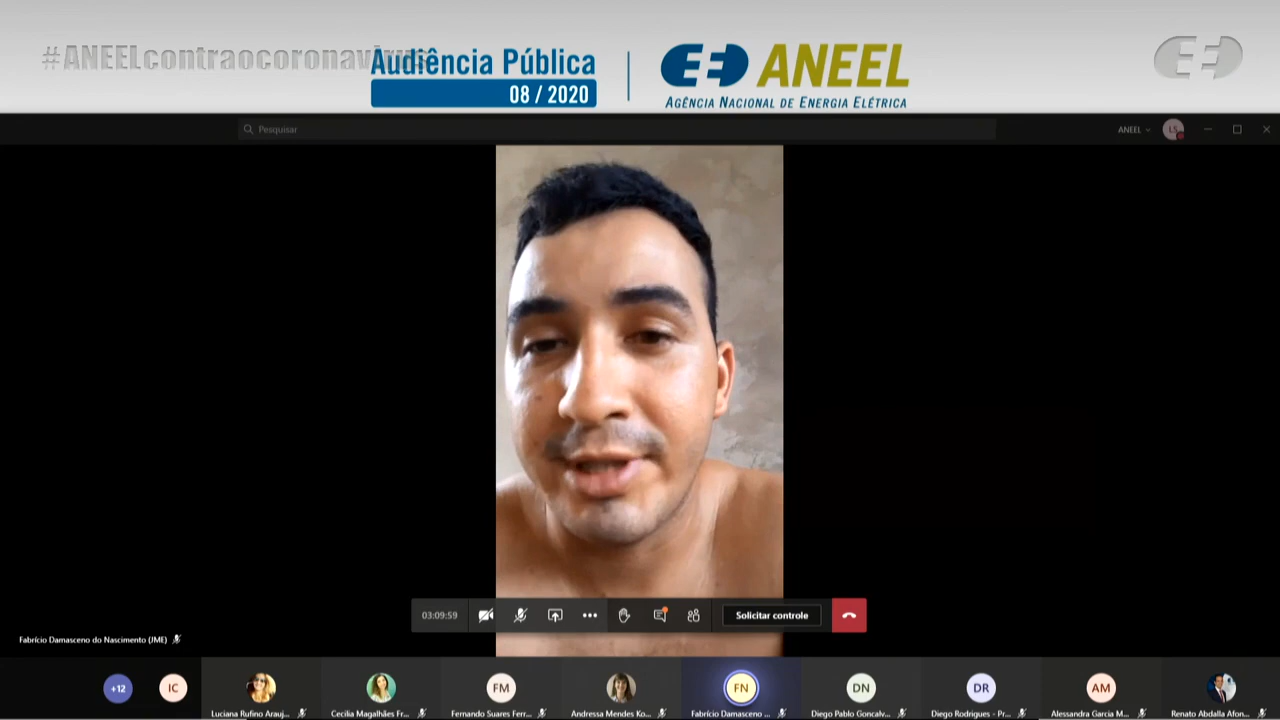 #ANEELcontraocoronavírus
Audiência Pública
08 / 2020
ANEEL
AGÊNCIA NACIONAL DE ENERGIA ELÉTRICA
Pesquisar
ANEEL
LS
03:09:59
Solicitar controle
Fabrício Damasceno do Nascimento (JME)
+12
IC
FM
FN
DN
DR
AM
Luciana Rufino Arauj...
Cecilia Magalhães Fr...
Fernando Suares Ferr...
Andressa Mendes Ko...
Fabrício Damasceno ...
Diego Pablo Goncalv...
Diego Rodrigues - Pr...
Alessandra Garcia M...
Renato Abdalla Afon...